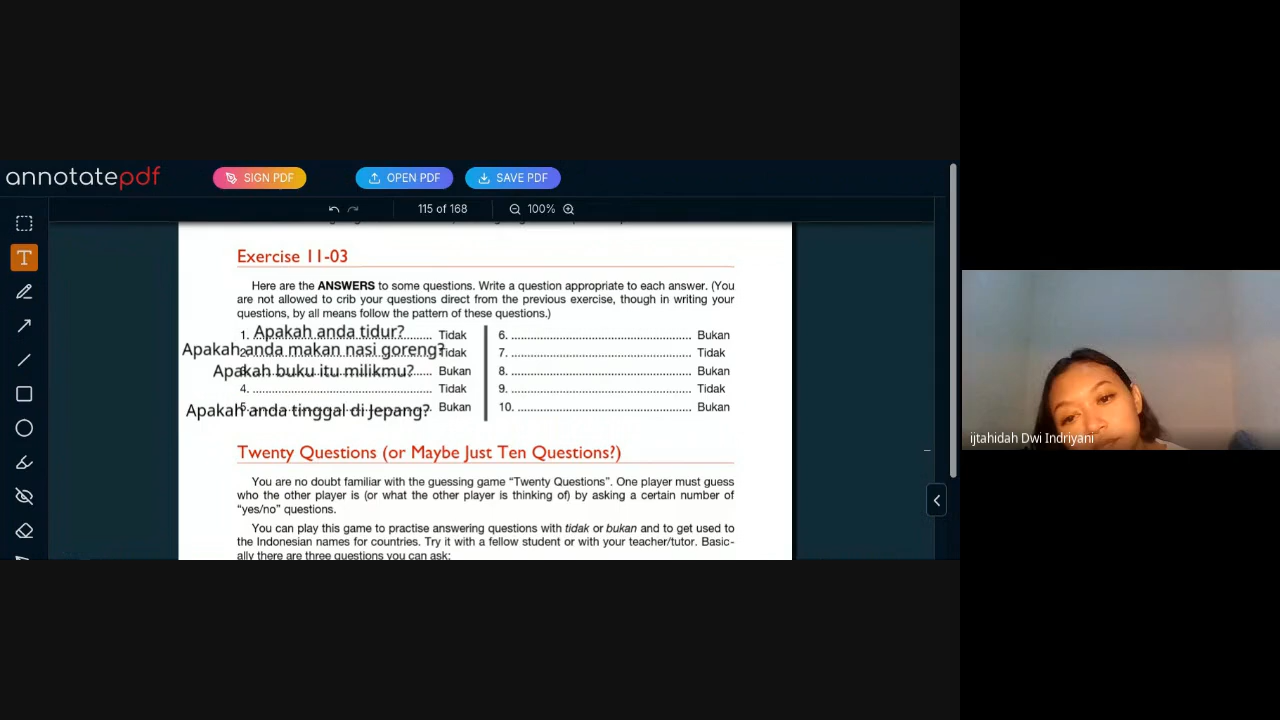 annotatepdf
SIGN PDF
OPEN PDF
SAVE PDF
115 of 168
100%
Exercise 11-03
Here are the ANSWERS to some questions. Write a question appropriate to each answer. (You
are not allowed to crib your questions direct from the previous exercise, though in writing your
questions, by all means follow the pattern of these questions.)
1. Apakah anda tidur? Tidak
Apakah anda makan nasi goreng? Tidak
Apakah buku itu milikmu? Bukan
4. ................................................ Tidak
Apakah anda tinggal di Jepang? Bukan
6. ................................................ Bukan
7. ................................................ Tidak
8. ................................................ Bukan
9. ................................................ Tidak
10. .............................................. Bukan
Twenty Questions (or Maybe Just Ten Questions?)
You are no doubt familiar with the guessing game “Twenty Questions”. One player must guess
who the other player is (or what the other player is thinking of) by asking a certain number of
“yes/no” questions.
You can play this game to practise answering questions with tidak or bukan and to get used to
the Indonesian names for countries. Try it with a fellow student or with your teacher/tutor. Basic-
ally there are three questions you can ask:
ijtahidah Dwi Indriyani